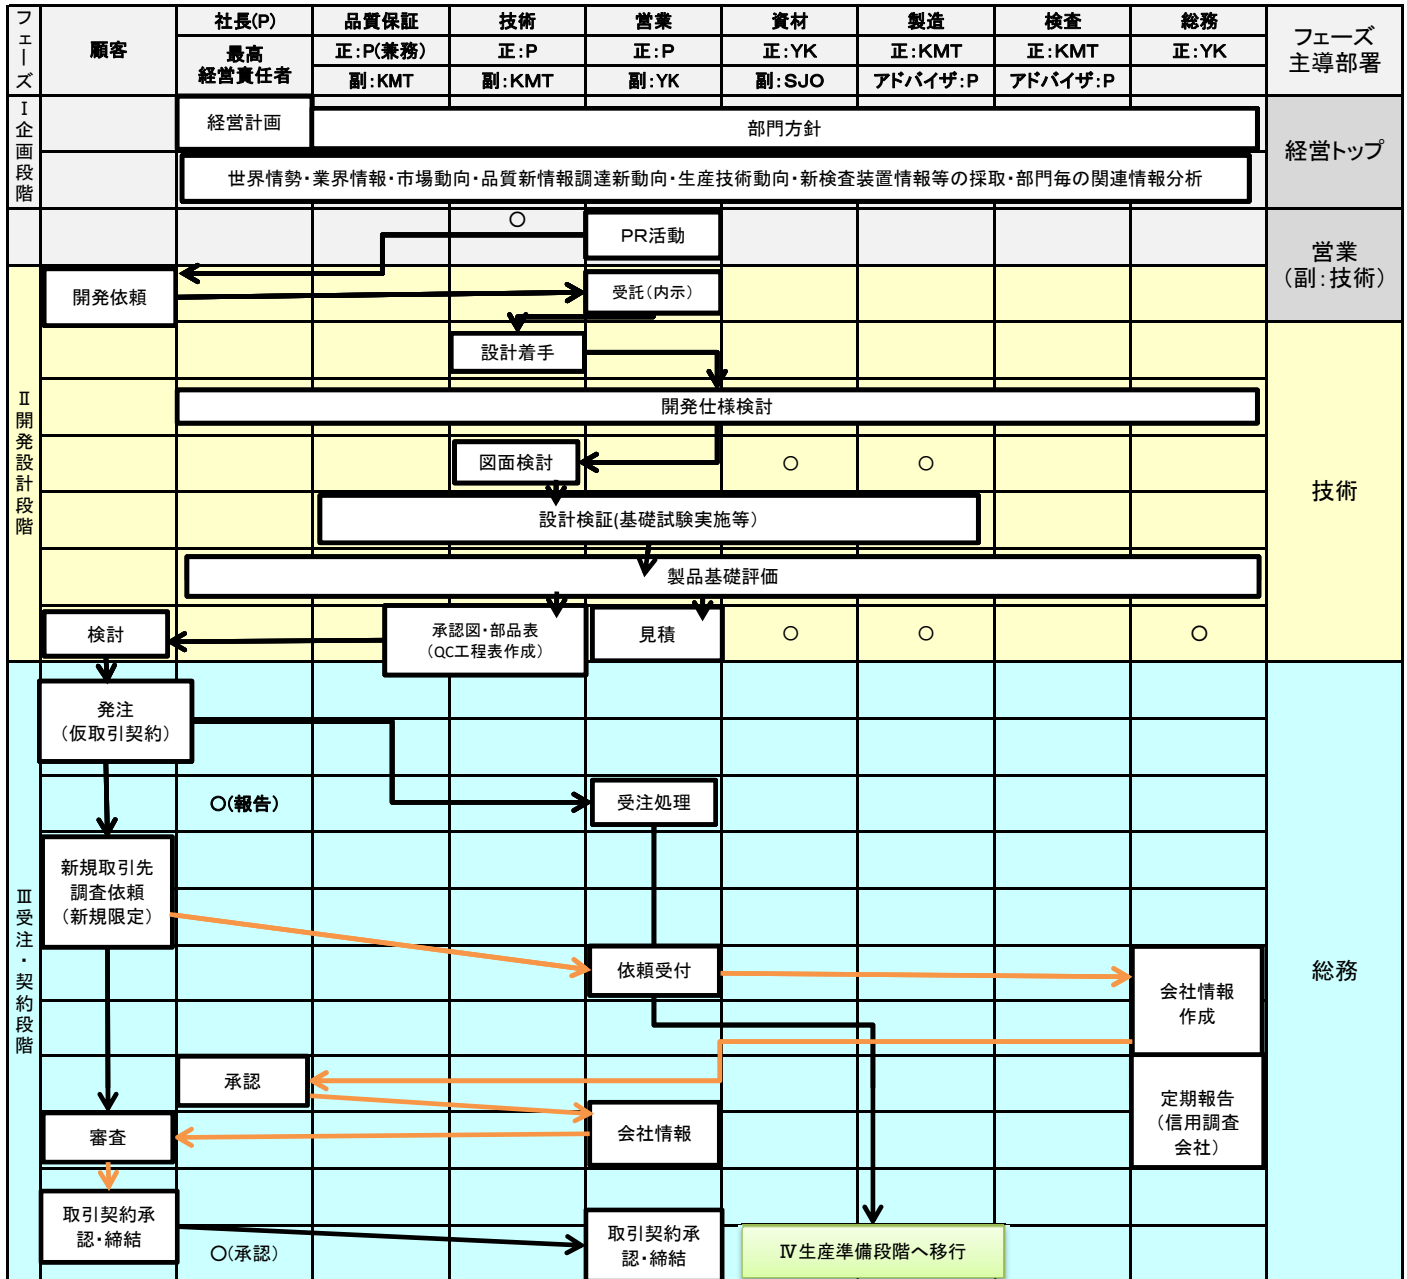 フェーズ
顧客
社長(P)
品質保証
技術
営業
資材
製造
検査
総務
フェーズ
主導部署
最高
経営責任者
正:P(兼務)
正:P
正:P
正:YK
正:KMT
正:KMT
正:YK
副:KMT
副:KMT
副:YK
副:SJO
アドバイザ:P
アドバイザ:P
Ⅰ企画段階
経営計画
部門方針
経営トップ
世界情勢・業界情報・市場動向・品質新情報調達新動向・生産技術動向・新検査装置情報等の採取・部門毎の関連情報分析
○
PR活動
営業
(副:技術)
Ⅱ開発設計段階
開発依頼
受託(内示)
設計着手
開発仕様検討
図面検討
○
○
技術
設計検証(基礎試験実施等)
製品基礎評価
検討
承認図・部品表
(QC工程表作成)
見積
○
○
○
Ⅲ受注・契約段階
発注
(仮取引契約)
○(報告)
受注処理
新規取引先
調査依頼
(新規限定)
依頼受付
会社情報
作成
総務
承認
定期報告
(信用調査
会社)
審査
会社情報
取引契約承
認・締結
○(承認)
取引契約承
認・締結
Ⅳ生産準備段階へ移行